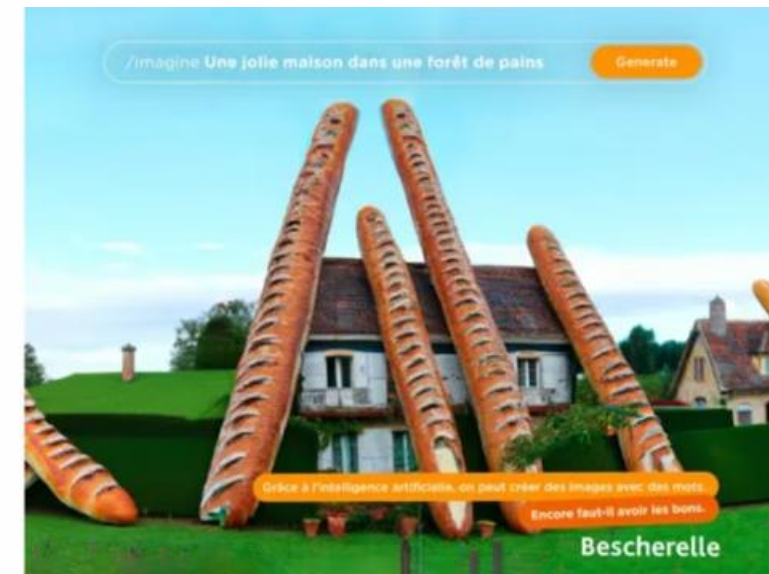 /imagine Une jolie maison dans une forêt de pains
Generate
Grâce à l'intelligence artificielle, on peut créer des images avec des mots.
Encore faut-il avoir les bons.
Bescherelle